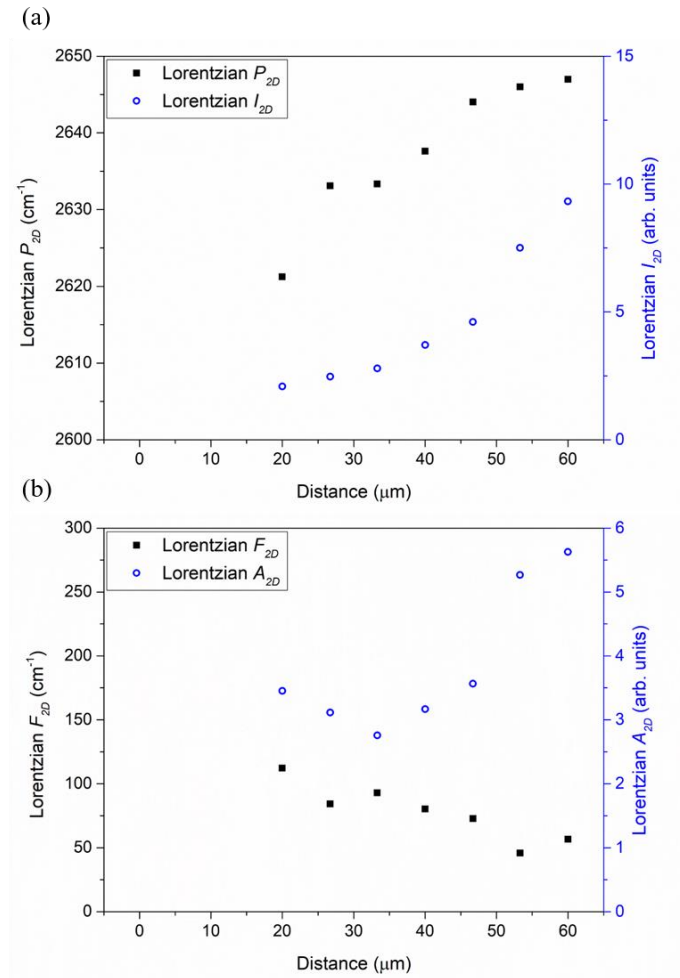 (a)
2650
2640
2630
2620
2610
2600
Lorentzian P2D (cm-1)
Lorentzian P2D
Lorentzian I2D
15
10
5
0
Lorentzian I2D (arb. units)
0 10 20 30 40 50 60
Distance (μm)
(b)
300
250
200
150
100
50
0
Lorentzian F2D (cm-1)
Lorentzian F2D
Lorentzian A2D
6
5
4
3
2
1
0
Lorentzian A2D (arb. units)
0 10 20 30 40 50 60
Distance (μm)